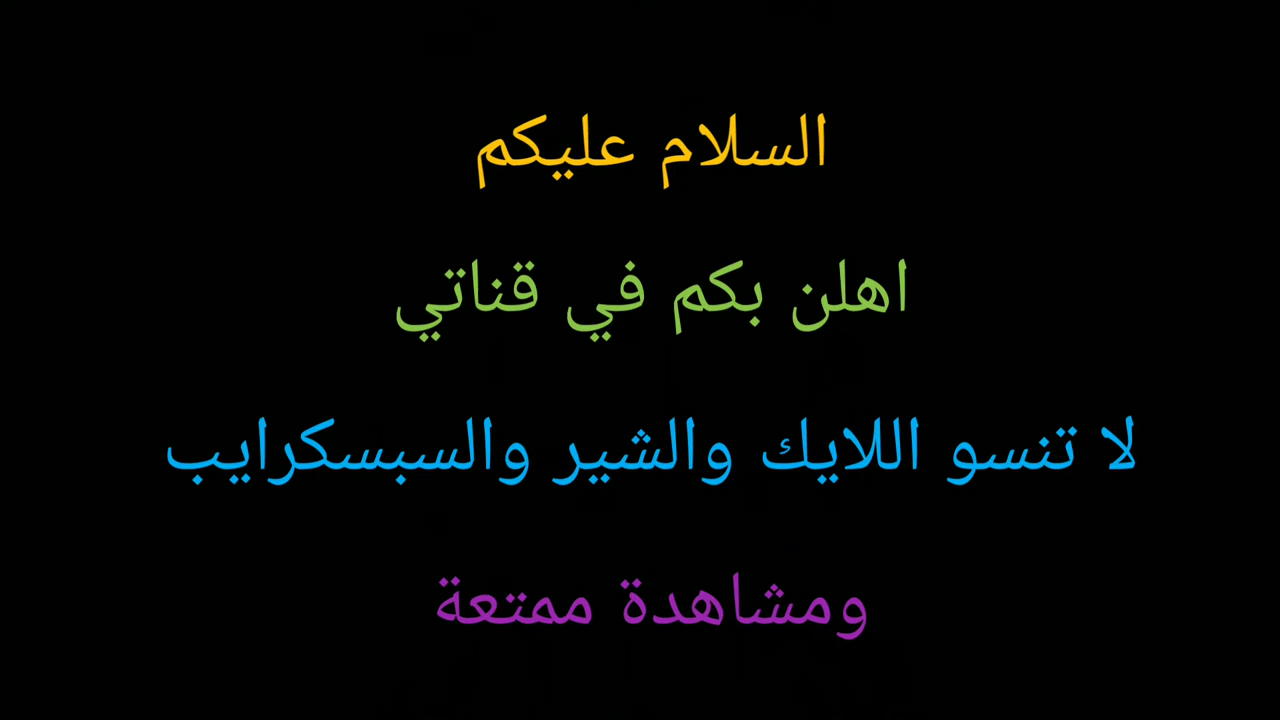 السلام عليكم
اهلن بكم في قناتي
لا تنسو اللايك والشير والسبسكرايب
ومشاهدة ممتعة